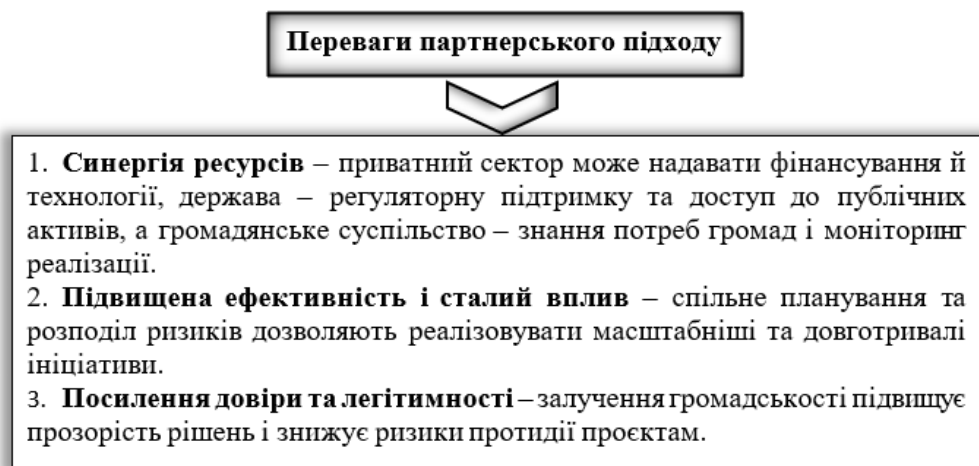 Переваги партнерського підходу
1. Синергія ресурсів – приватний сектор може надавати фінансування й
технології, держава – регуляторну підтримку та доступ до публічних
активів, а громадянське суспільство – знання потреб громад і моніторинг
реалізації.
2. Підвищена ефективність і сталий вплив – спільне планування та
розподіл ризиків дозволяють реалізовувати масштабніші та довготривалі
ініціативи.
3. Посилення довіри та легітимності – залучення громадськості підвищує
прозорість рішень і знижує ризики протидії проєктам.